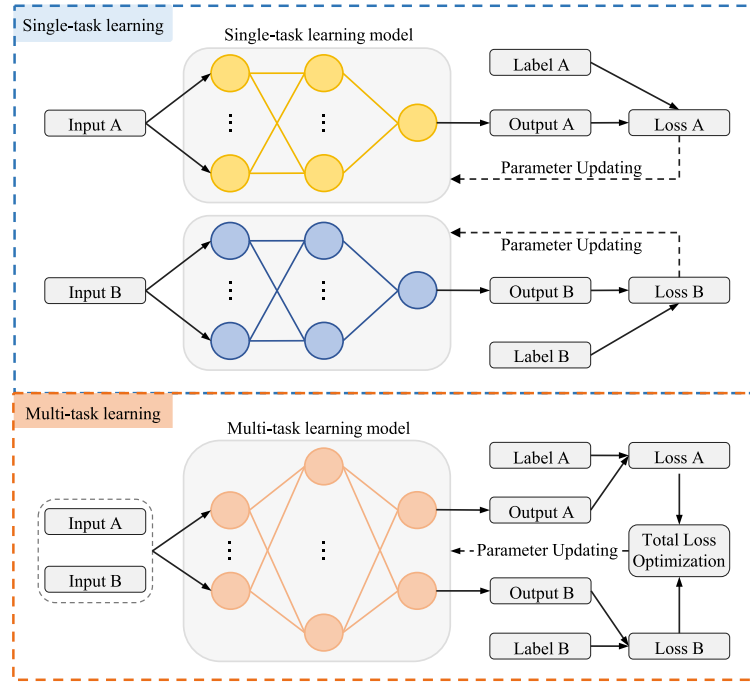 Single-task learning
Single-task learning model
Label A
Input A
Output A
Loss A
Parameter Updating
Parameter Updating
Input B
Output B
Loss B
Label B
Multi-task learning
Multi-task learning model
Label A
Loss A
Input A
Output A
Parameter Updating
Total Loss
Optimization
Input B
Output B
Label B
Loss B